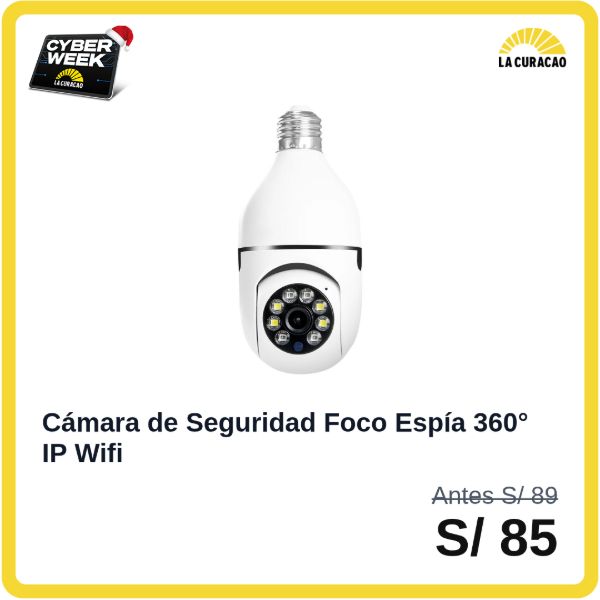 CYBER
WEEK
LA CURACAO
LA CURACAO
Cámara de Seguridad Foco Espía 360°
IP Wifi
Antes S/ 89
S/ 85